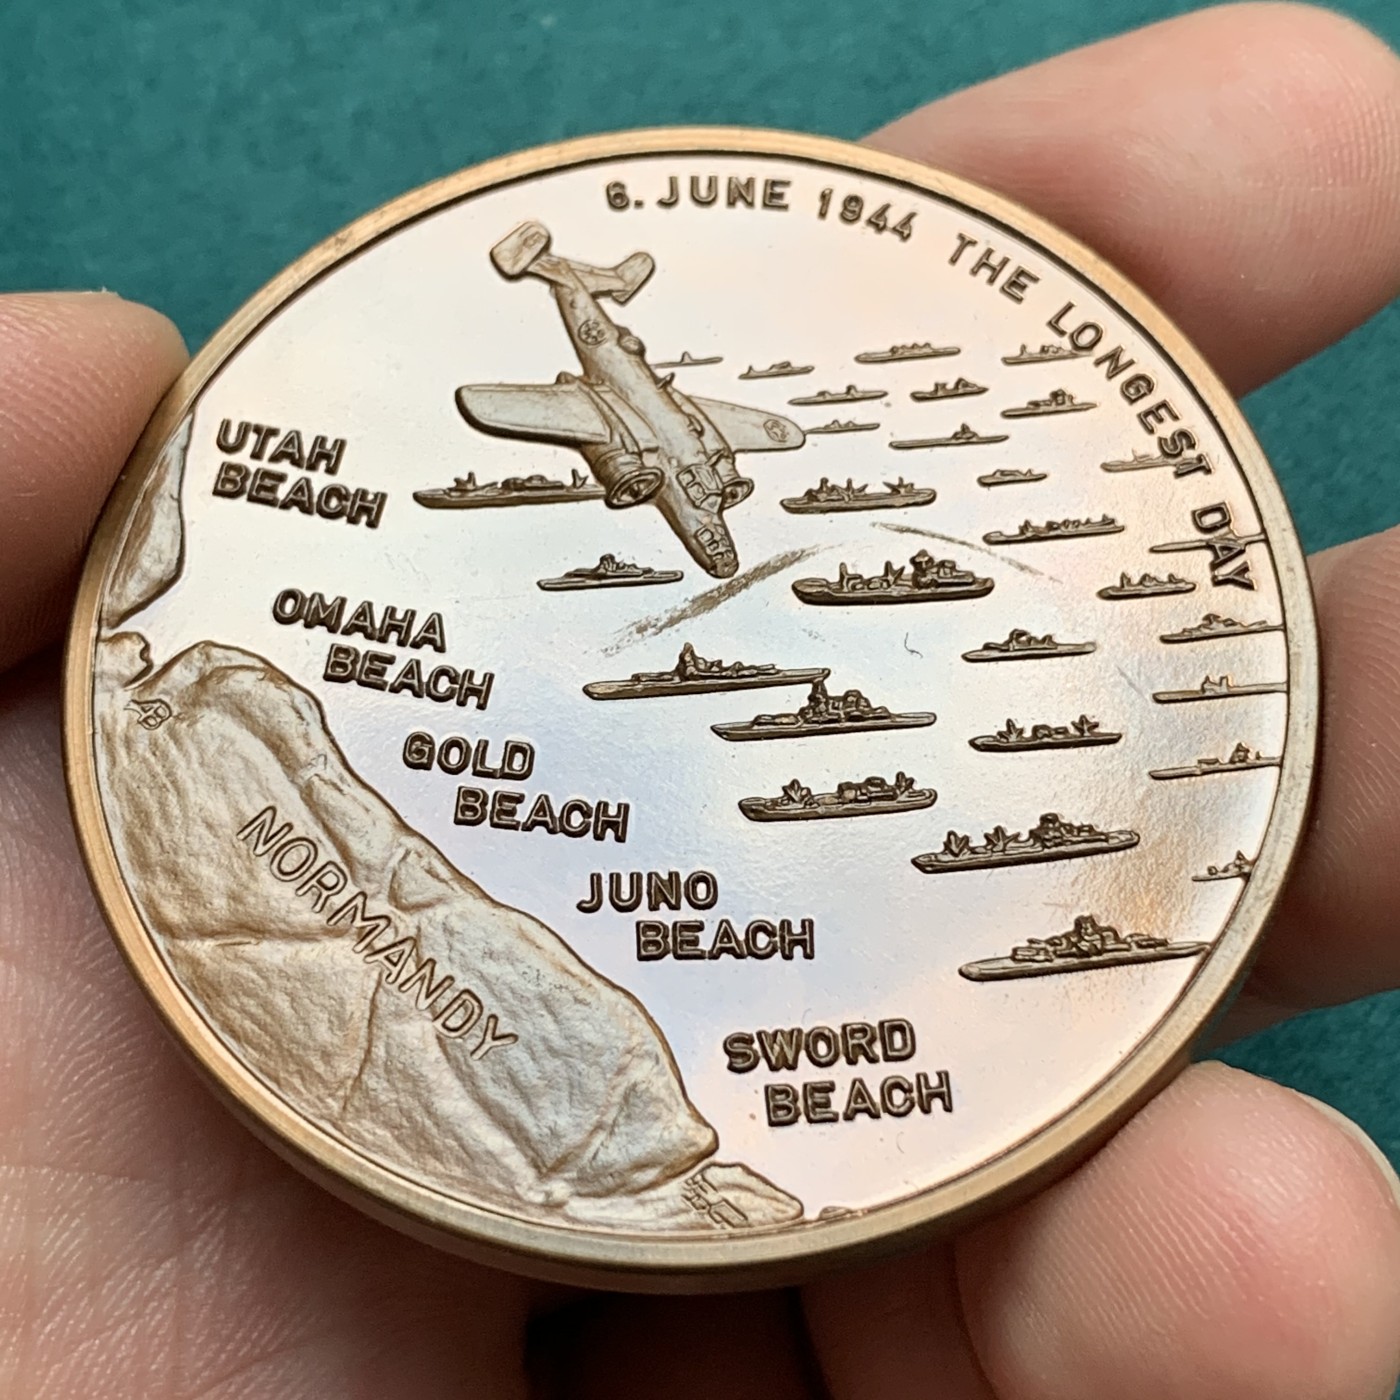 6. JUNE 1944 THE LONGEST DAY
UTAH
BEACH
OMAHA
BEACH
GOLD
BEACH
JUNO
BEACH
SWORD
BEACH
NORMANDY